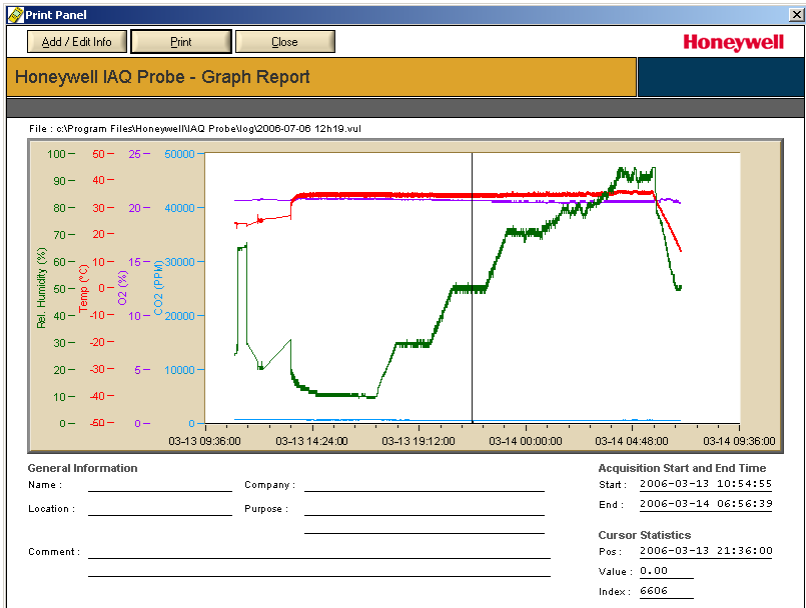 Print Panel
Add / Edit Info Print Close Honeywell
Honeywell IAQ Probe - Graph Report
File : c:\Program Files\Honeywell\IAQ Probe\log\2006-07-06 12h19.vul
100 50 25 50000
90 40
80 30 20 40000
70 20
60 10 15 30000
50 0
40 -10 10 20000
30 -20
20 -30 5 10000
10 -40
0 -50 0 0
Rel. Humidity (%)
Temp (°C)
O2 (%)
CO2 (PPM)
03-13 09:36:00 03-13 14:24:00 03-13 19:12:00 03-14 00:00:00 03-14 04:48:00 03-14 09:36:00
General Information
Name :
Company :
Location :
Purpose :
Comment :
Acquisition Start and End Time
Start : 2006-03-13 10:54:55
End : 2006-03-14 06:56:39
Cursor Statistics
Pos : 2006-03-13 21:36:00
Value : 0.00
Index : 6606